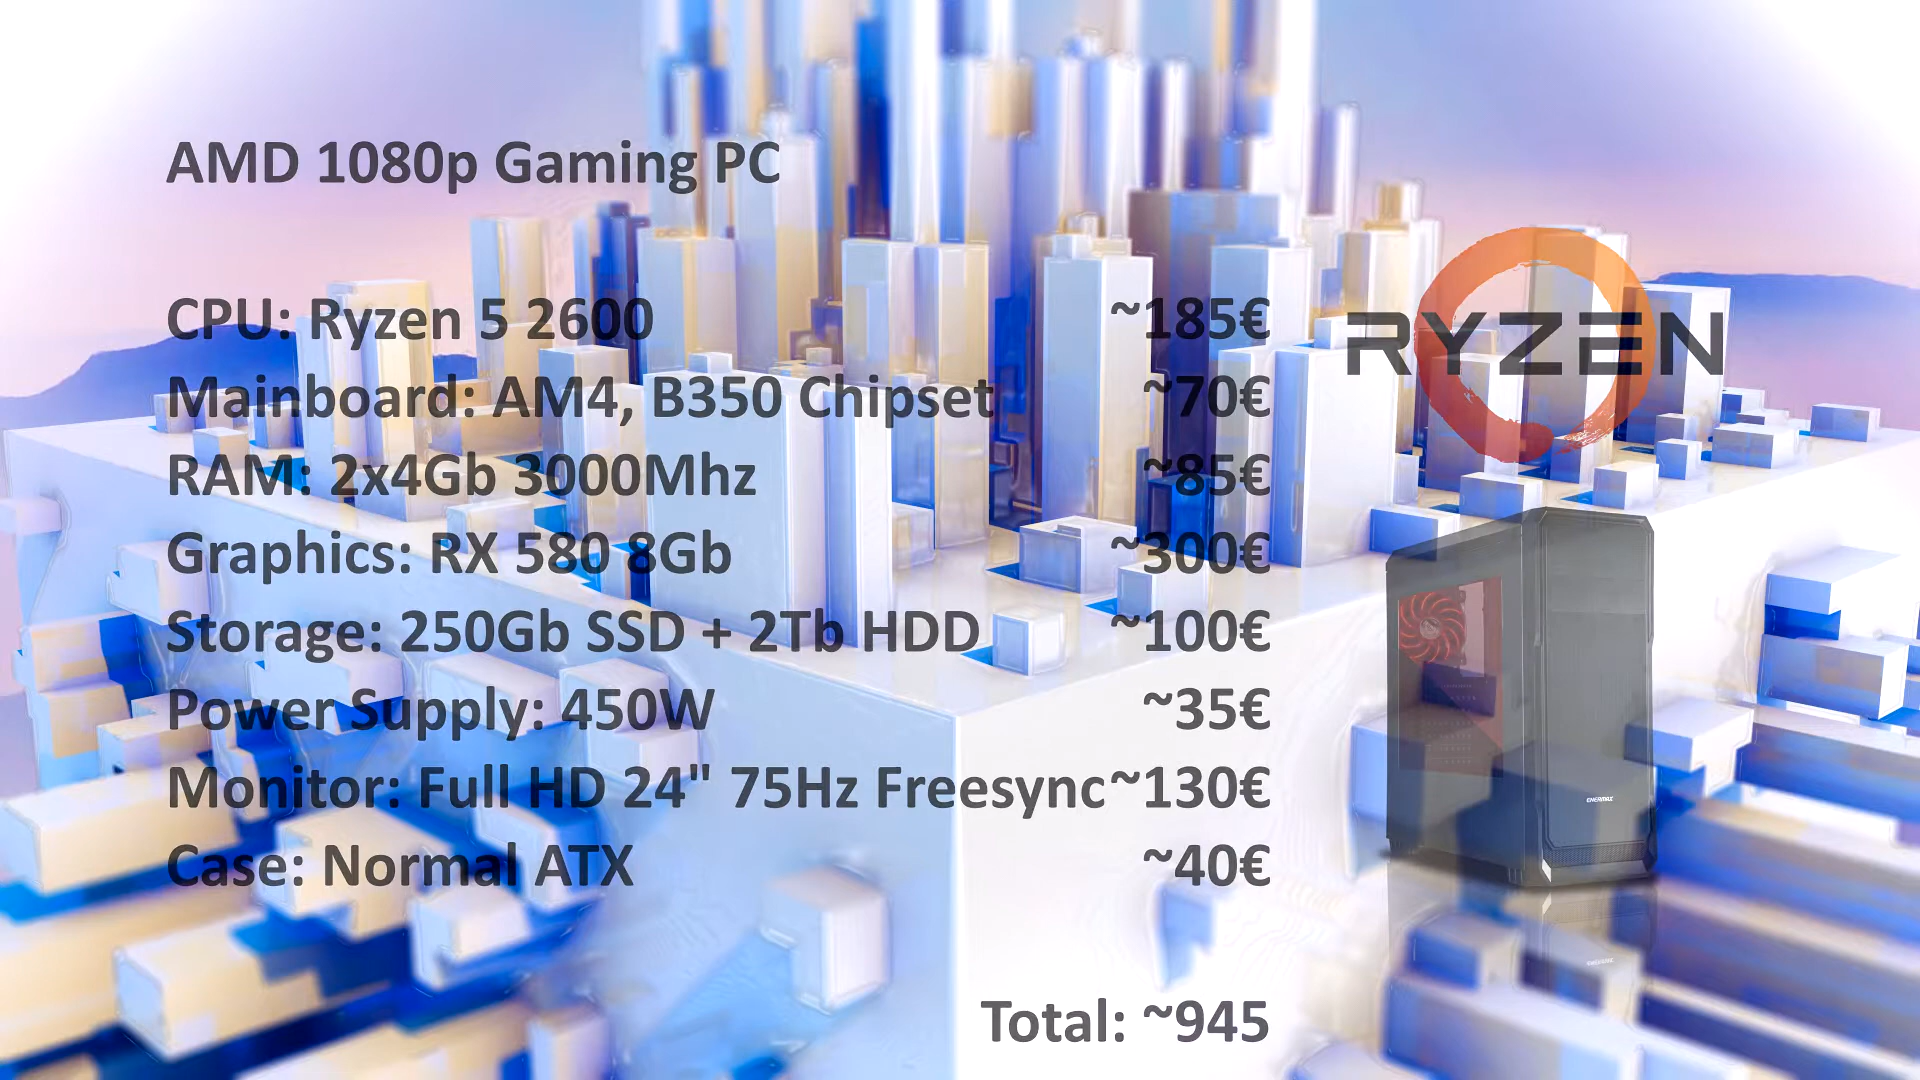 AMD 1080p Gaming PC
CPU: Ryzen 5 2600 ~185€
Mainboard: AM4, B350 Chipset ~70€
RAM: 2x4Gb 3000Mhz ~85€
Graphics: RX 580 8Gb ~300€
Storage: 250Gb SSD + 2Tb HDD ~100€
Power Supply: 450W ~35€
Monitor: Full HD 24" 75Hz Freesync ~130€
Case: Normal ATX ~40€
Total: ~945
RYZEN
ENERMAX